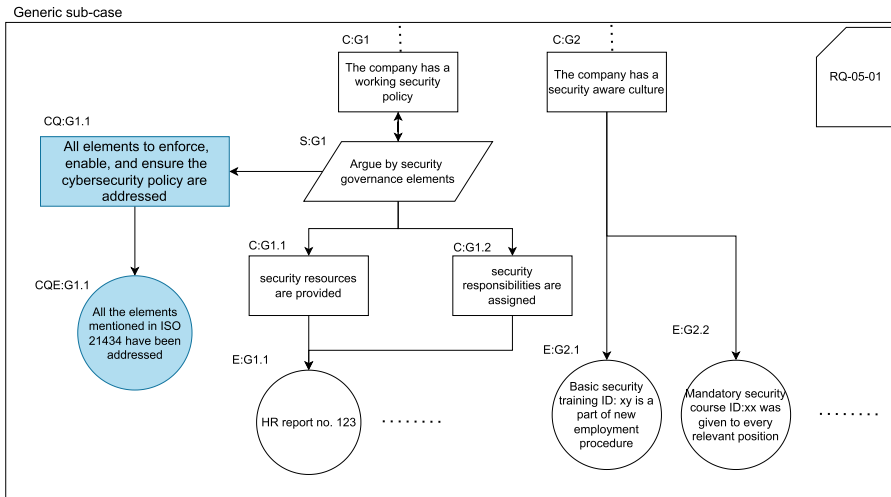 Generic sub-case
C:G1
The company has a
working security
policy
C:G2
The company has a
security aware culture
RQ-05-01
CQ:G1.1
All elements to enforce,
enable, and ensure the
cybersecurity policy are
addressed
S:G1
Argue by security
governance elements
C:G1.1
security resources
are provided
C:G1.2
security
responsibilities are
assigned
CQE:G1.1
All the elements
mentioned in ISO
21434 have been
addressed
E:G1.1
HR report no. 123
E:G2.1
Basic security
training ID: xy is a
part of new
employment
procedure
E:G2.2
Mandatory security
course ID:xx was
given to every
relevant position